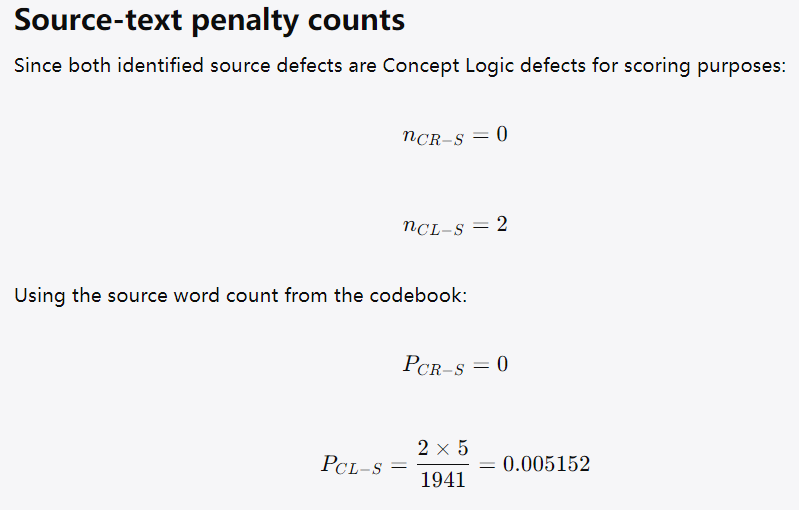 Source-text penalty counts
Since both identified source defects are Concept Logic defects for scoring purposes:
n_{CR-S} = 0
n_{CL-S} = 2
Using the source word count from the codebook:
P_{CR-S} = 0
P_{CL-S} = \frac{2 × 5}{1941} = 0.005152